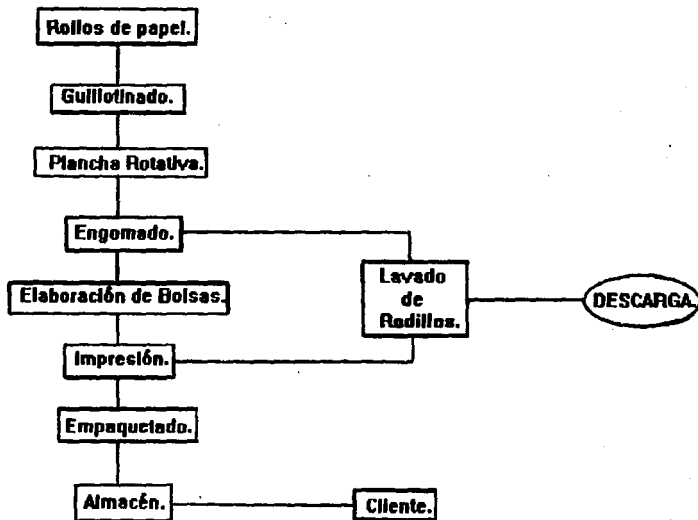 Rollos de papel.
Guillotinado.
Plancha Rotativa.
Engomado.
Elaboración de Bolsas.
Impresión.
Empaquetado.
Almacén.
Lavado
de
Rodillos.
DESCARGA.
Cliente.